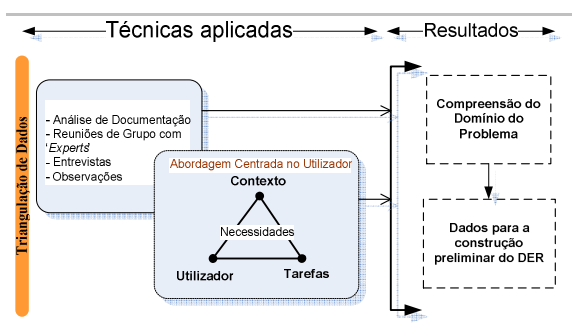 Técnicas aplicadas
Resultados
Triangulação de Dados
- Análise de Documentação
- Reuniões de Grupo com
'Experts'
- Entrevistas
- Observações
Abordagem Centrada no Utilizador
Contexto
Necessidades
Utilizador
Tarefas
Compreensão do
Domínio do
Problema
Dados para a
construção
preliminar do DER